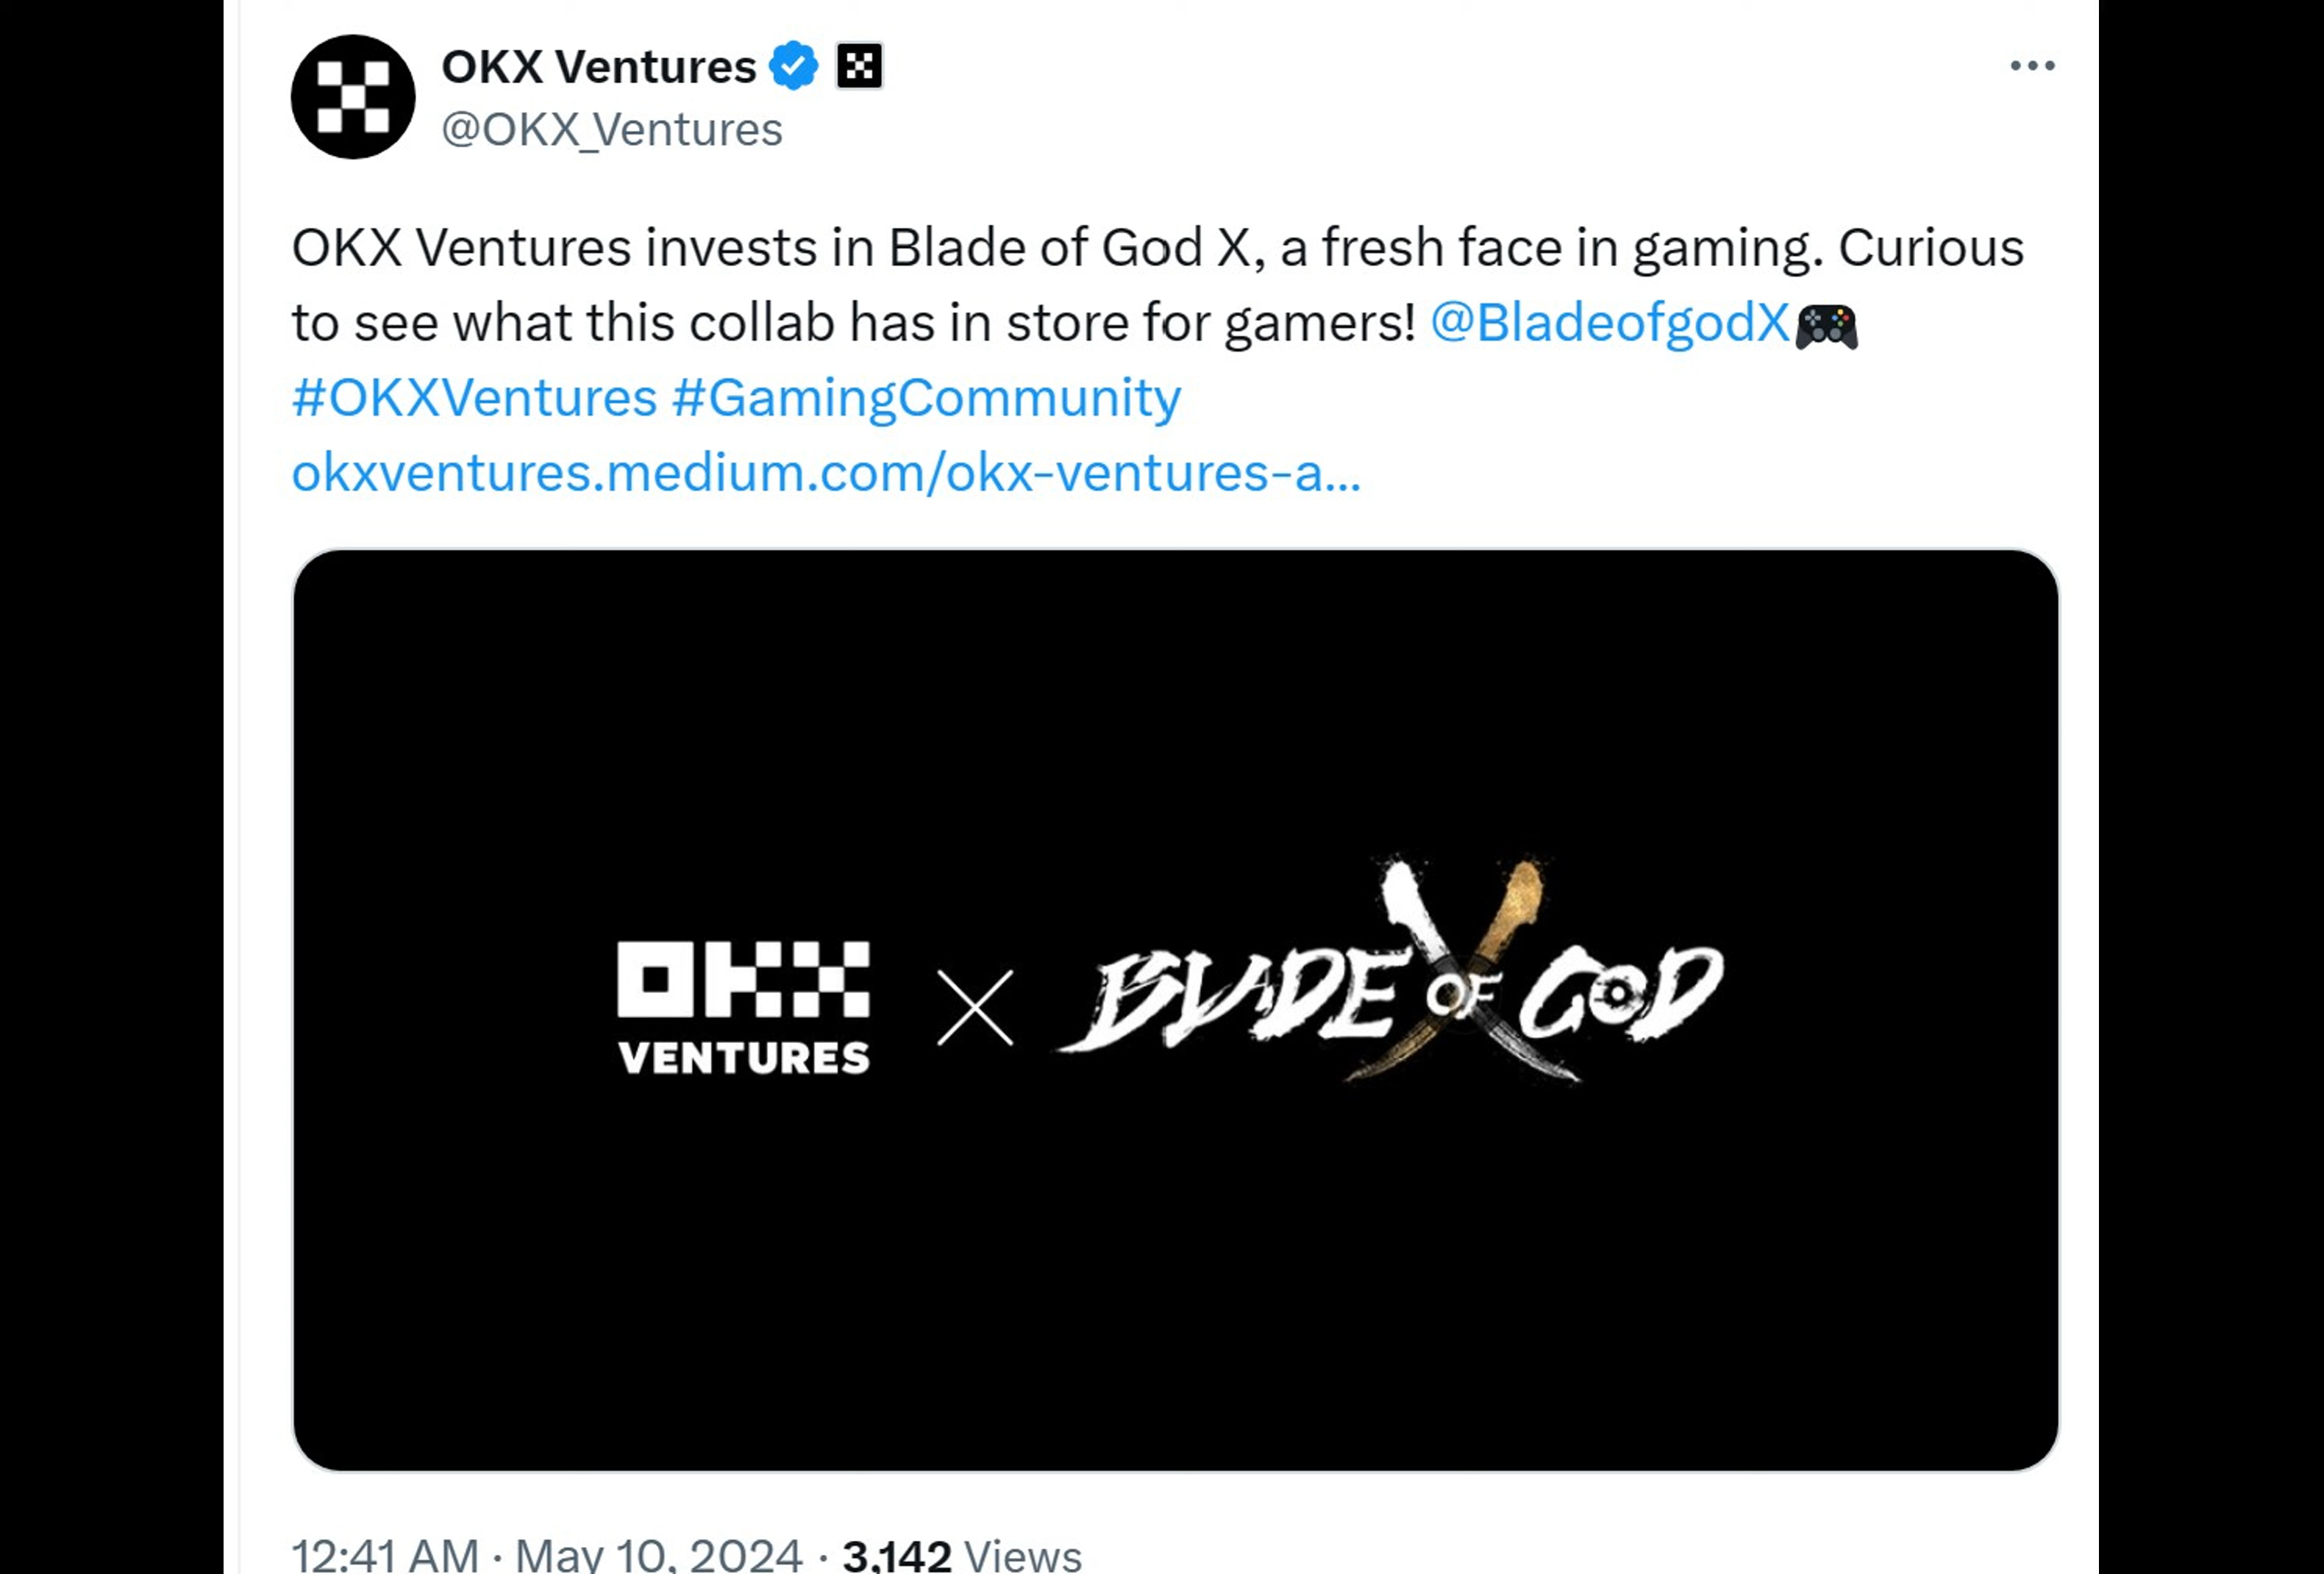 OKX Ventures
@OKX_Ventures
OKX Ventures invests in Blade of God X, a fresh face in gaming. Curious
to see what this collab has in store for gamers! @BladeofgodX🎮
#OKXVentures #GamingCommunity
okxventures.medium.com/okx-ventures-a...
OKX
VENTURES
BLADE OF GOD
X
12:41 AM · May 10, 2024 · 3,142 Views